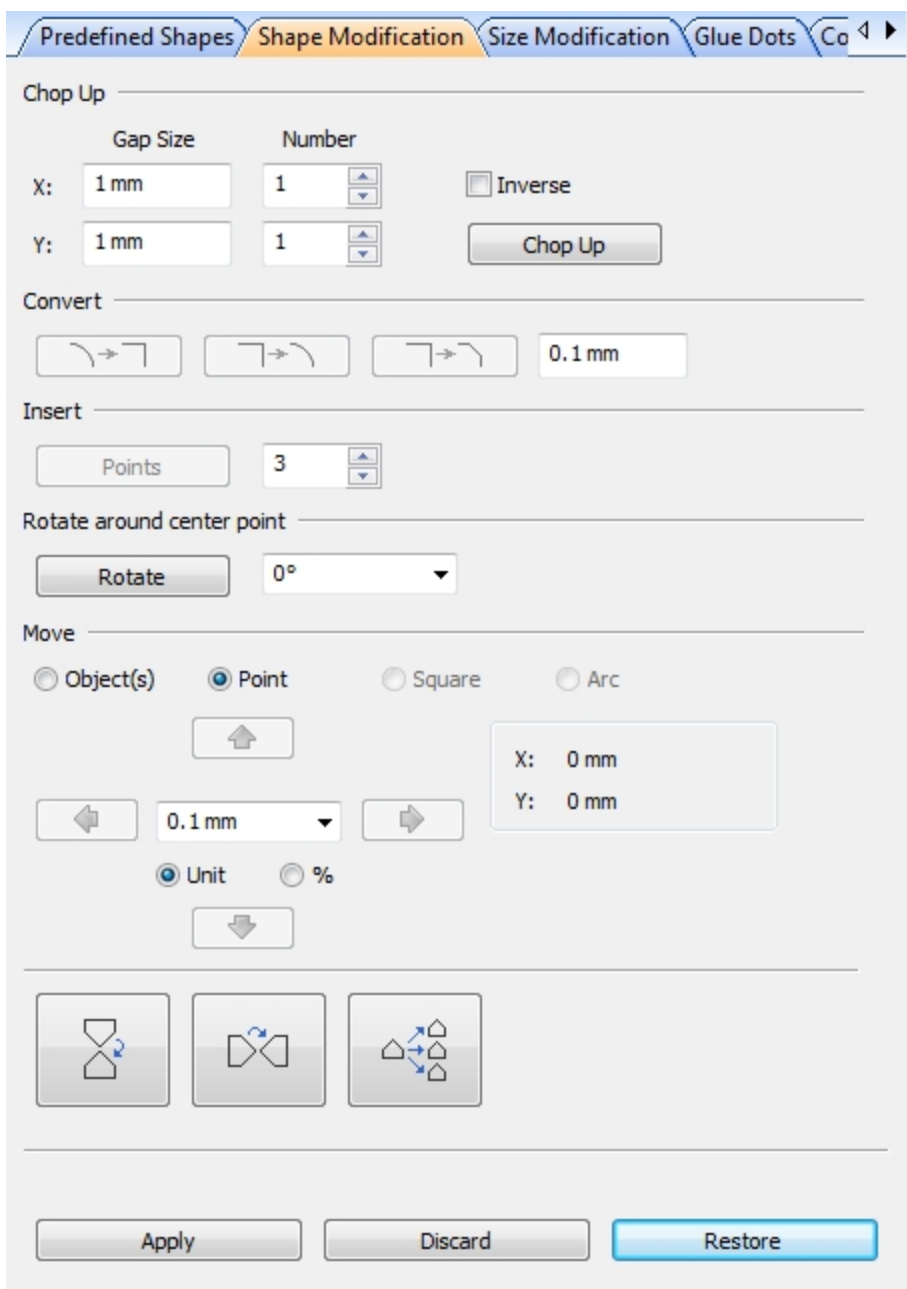 Predefined Shapes Shape Modification Size Modification Glue Dots Co
Chop Up
Gap Size Number
X: 1 mm 1 Inverse
Y: 1 mm 1 Chop Up
Convert
0.1 mm
Insert
Points 3
Rotate around center point
Rotate 0°
Move
Object(s) Point Square Arc
X: 0 mm
Y: 0 mm
0.1 mm
Unit %
Apply Discard Restore